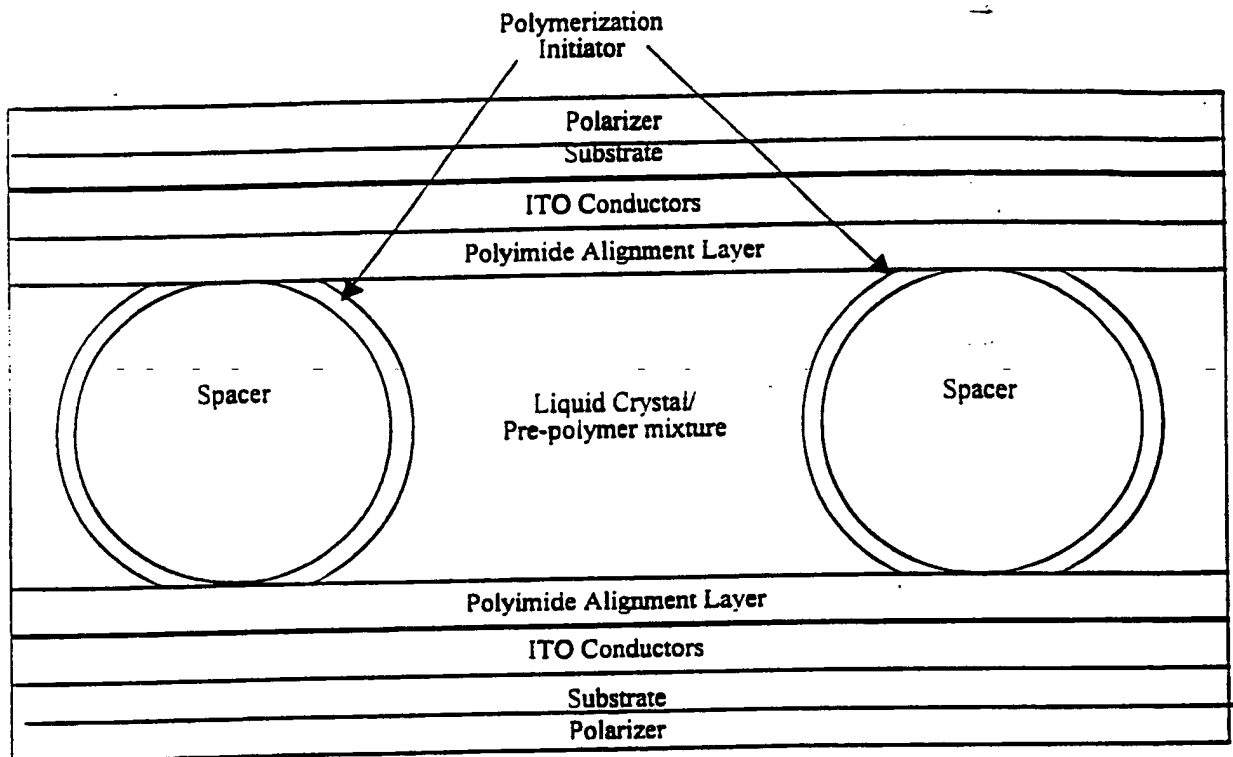 Polymerization
Initiator
Polarizer
Substrate
ITO Conductors
Polyimide Alignment Layer
Spacer
Liquid Crystal/
Pre-polymer mixture
Spacer
Polyimide Alignment Layer
ITO Conductors
Substrate
Polarizer